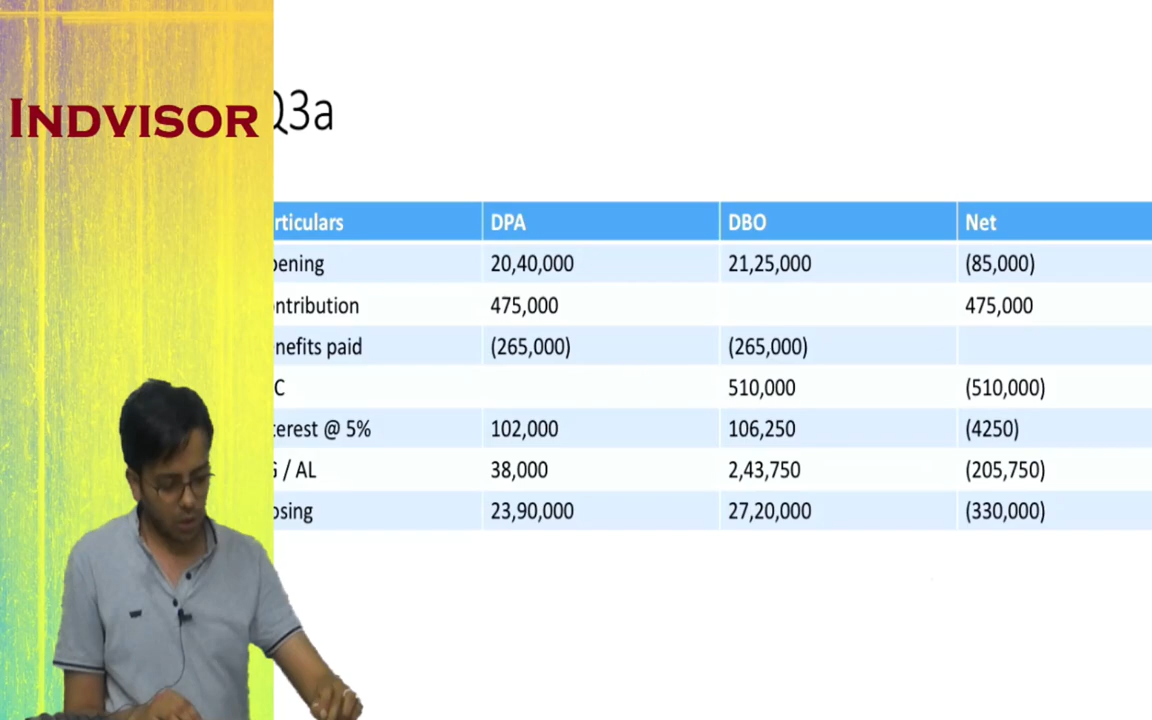 INDVISOR
Q3a
rticulars DPA DBO Net
pening 20,40,000 21,25,000 (85,000)
ntribution 475,000 475,000
nefits paid (265,000) (265,000)
C 510,000 (510,000)
terest @ 5% 102,000 106,250 (4250)
G / AL 38,000 2,43,750 (205,750)
osing 23,90,000 27,20,000 (330,000)